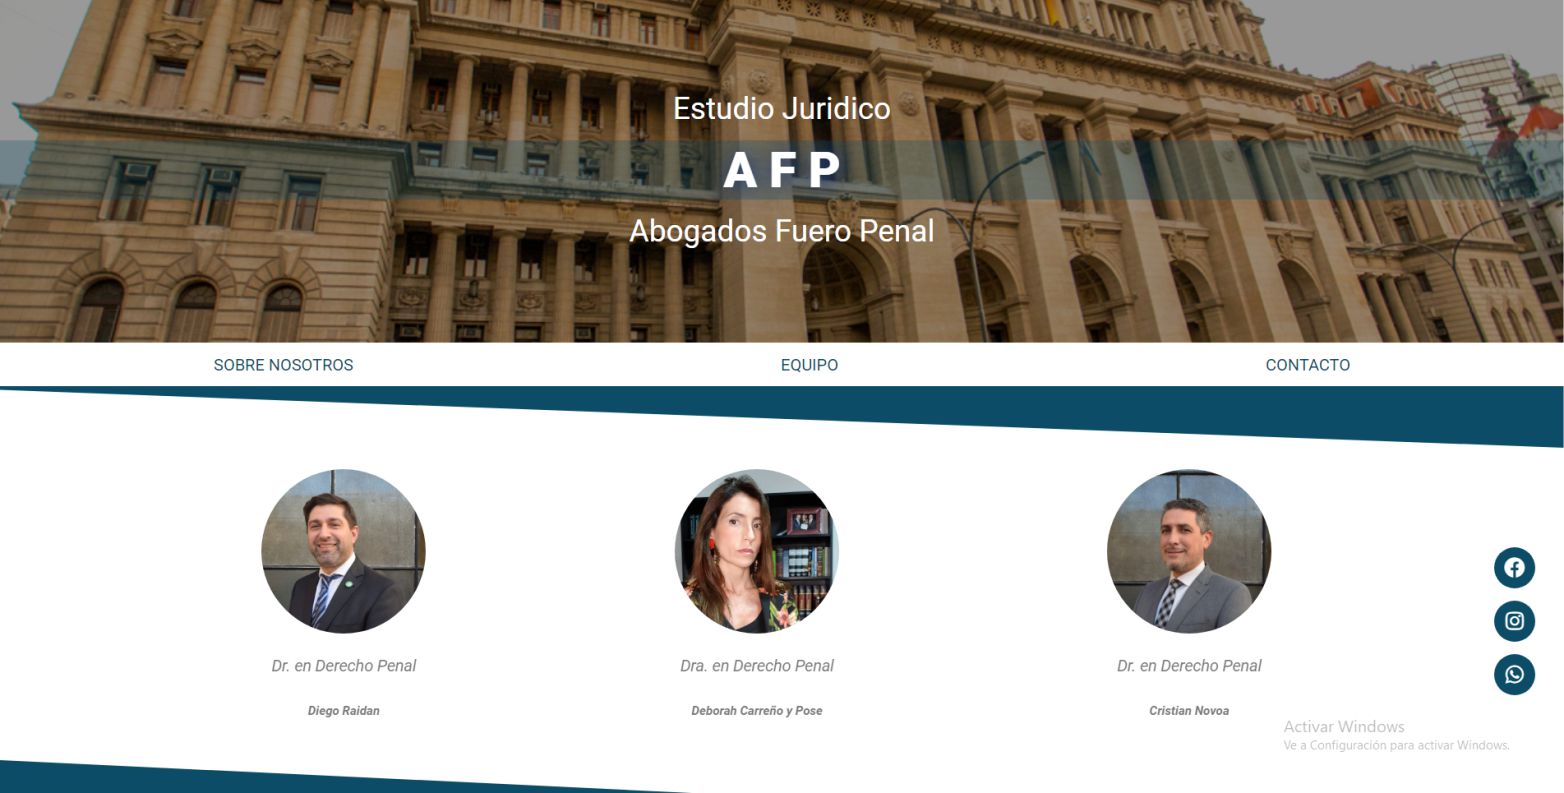 Estudio Juridico
AFP
Abogados Fuero Penal
SOBRE NOSOTROS
EQUIPO
CONTACTO
Dr. en Derecho Penal
Diego Raidan
Dra. en Derecho Penal
Deborah Carreño y Pose
Dr. en Derecho Penal
Cristian Novoa
Activar Windows
Ve a Configuración para activar Windows.